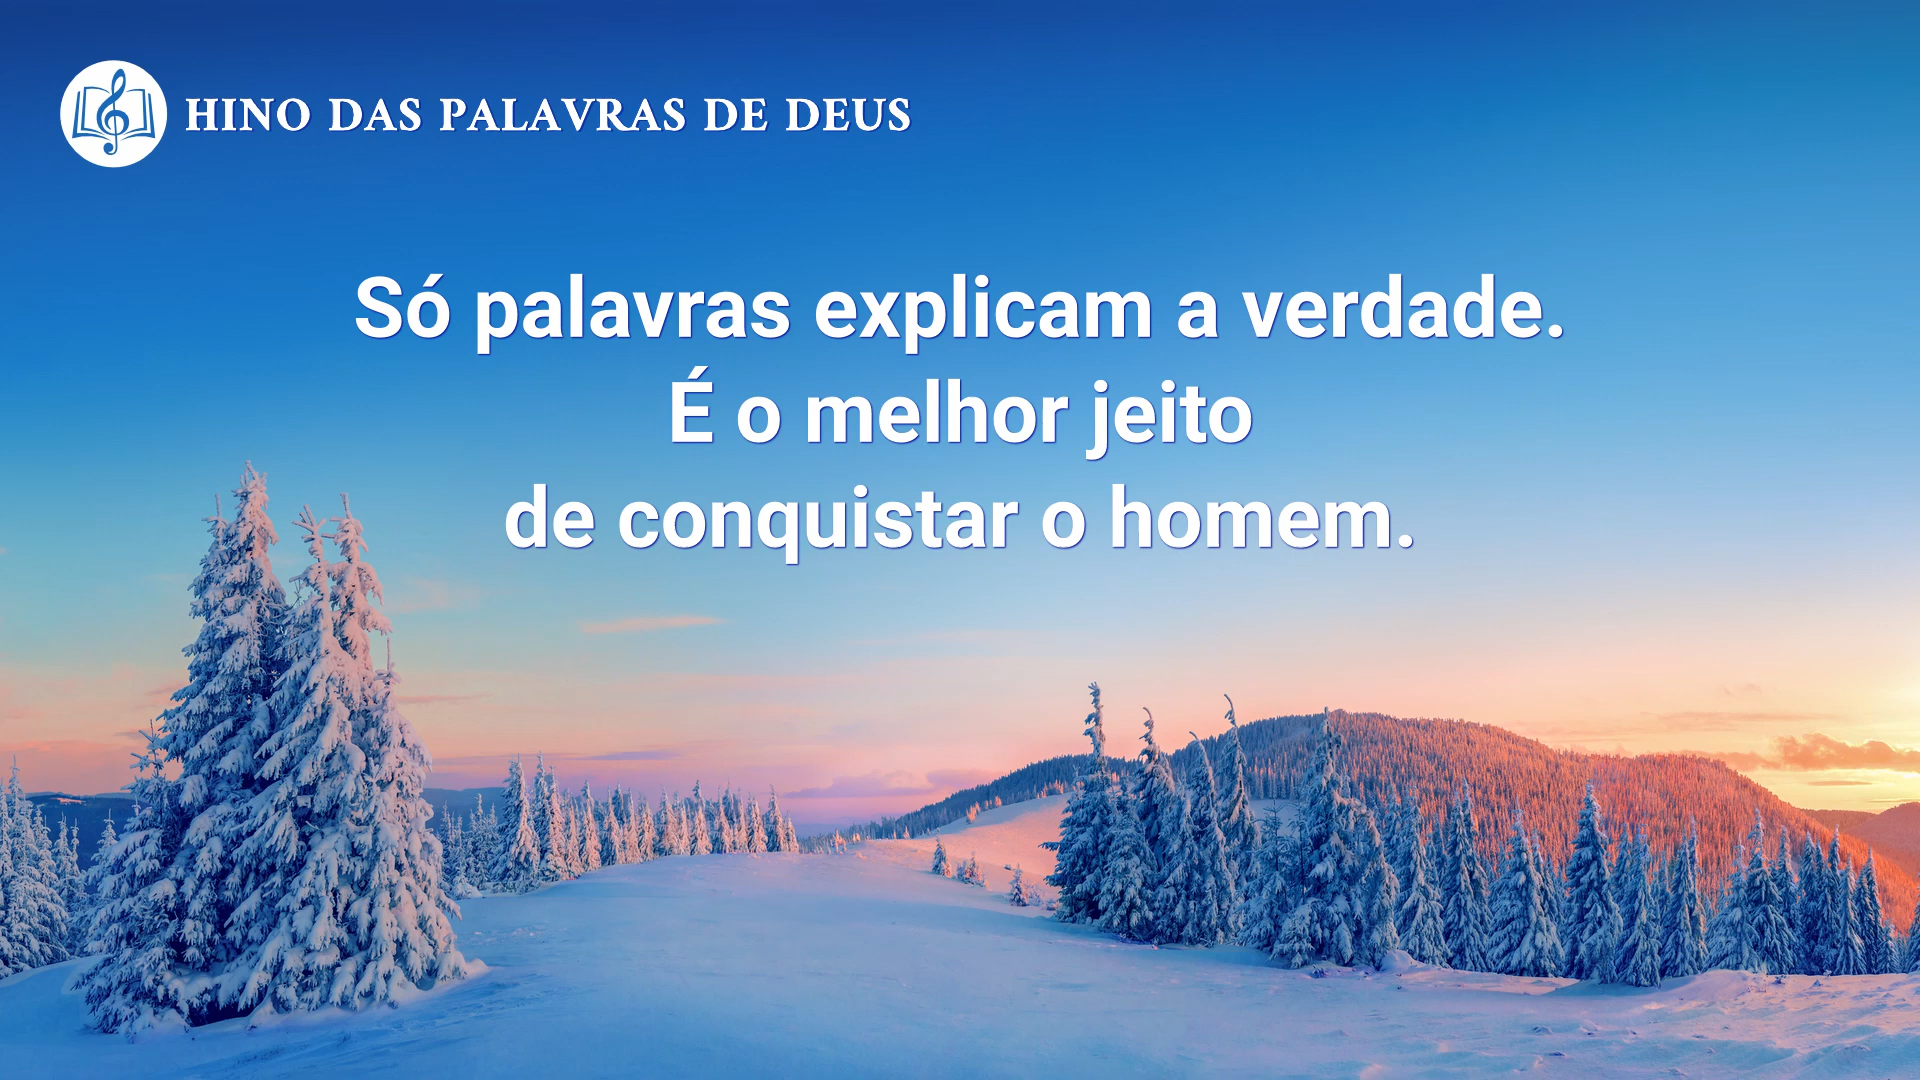 HINO DAS PALAVRAS DE DEUS
Só palavras explicam a verdade.
É o melhor jeito
de conquistar o homem.